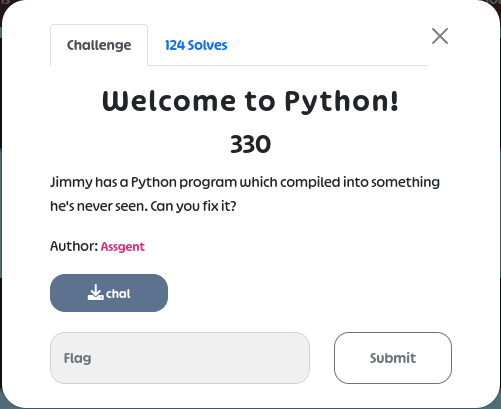 Challenge
124 Solves
Welcome to Python!
330
Jimmy has a Python program which compiled into something
he's never seen. Can you fix it?
Author: Assgent
chal
Flag
Submit